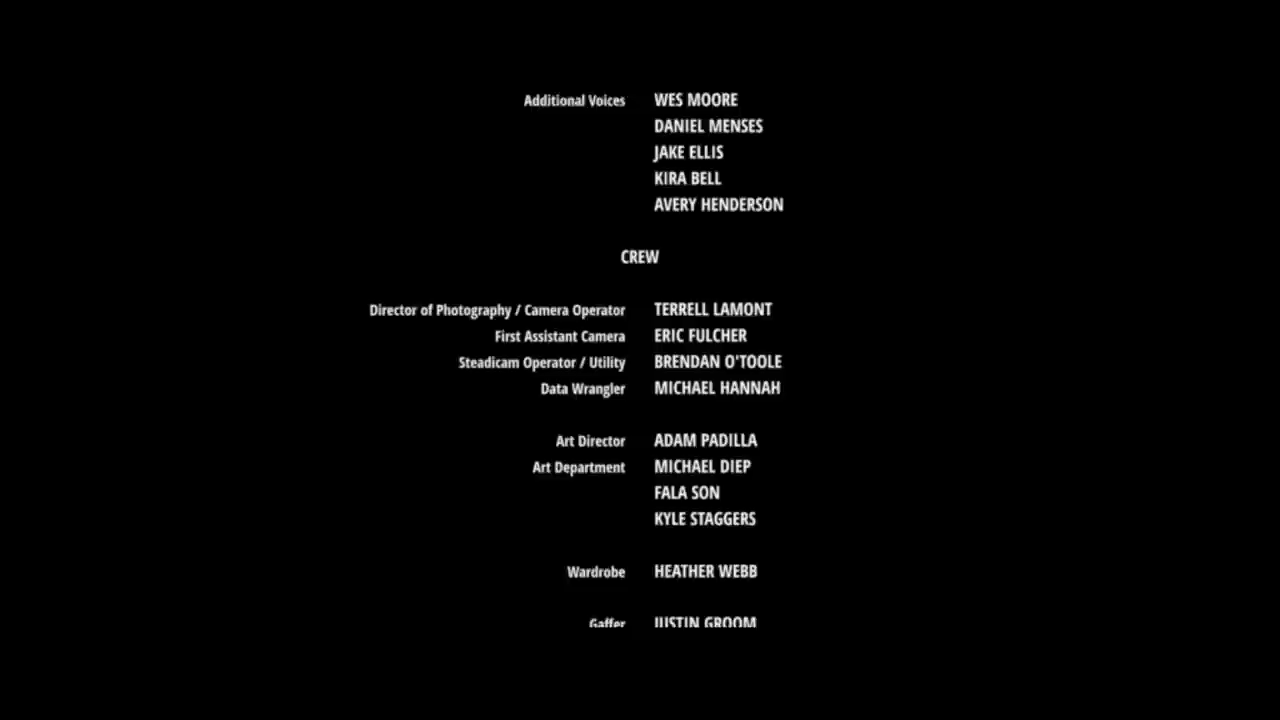 Additional Voices WES MOORE
DANIEL MENSES
JAKE ELLIS
KIRA BELL
AVERY HENDERSON
CREW
Director of Photography / Camera Operator TERRELL LAMONT
First Assistant Camera ERIC FULCHER
Steadicam Operator / Utility BRENDAN O'TOOLE
Data Wrangler MICHAEL HANNAH
Art Director ADAM PADILLA
Art Department MICHAEL DIEP
FALA SON
KYLE STAGGERS
Wardrobe HEATHER WEBB
Gaffer JUSTIN GROOM